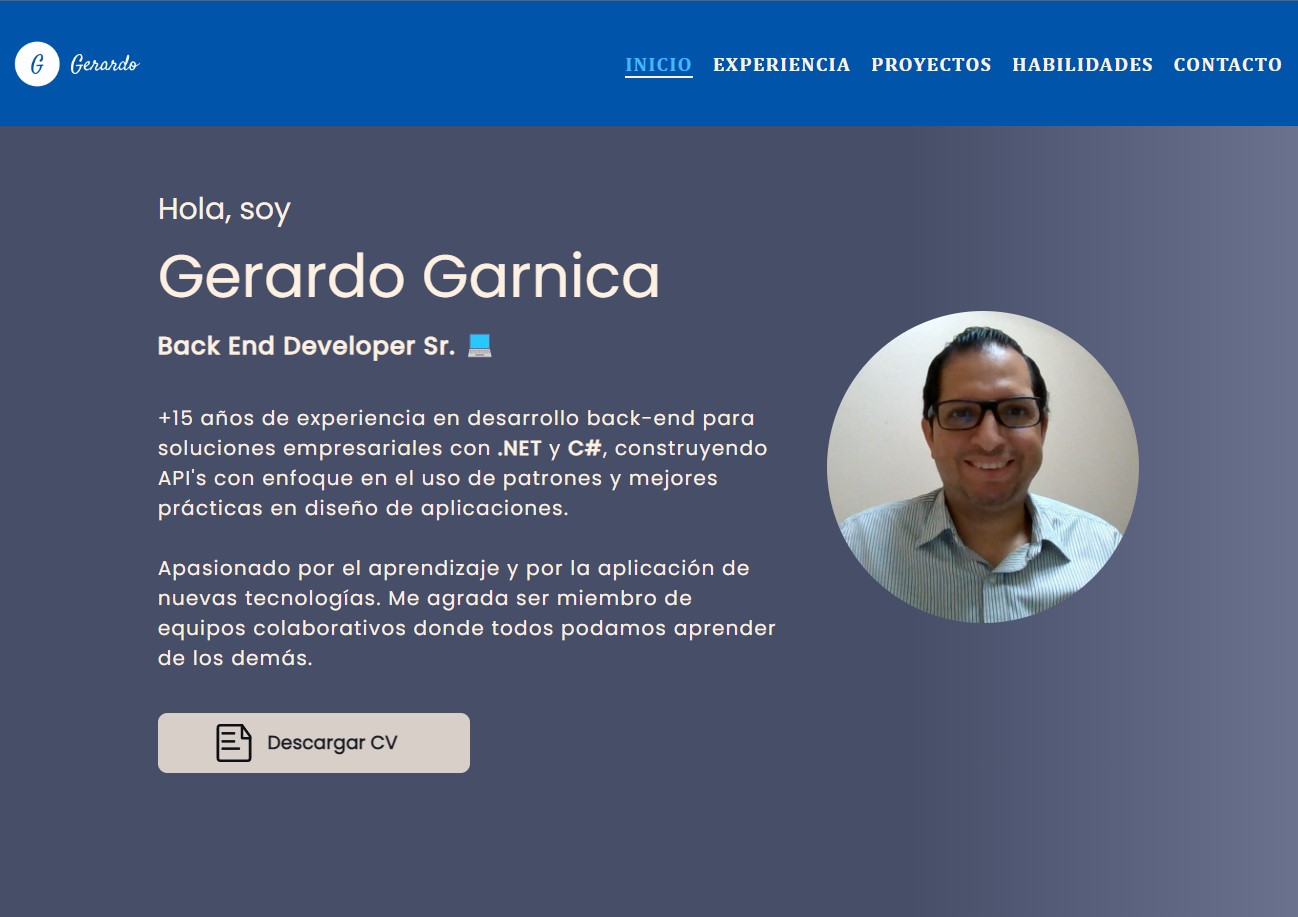 G
Gerardo
INICIO EXPERIENCIA PROYECTOS HABILIDADES CONTACTO
Hola, soy
Gerardo Garnica
Back End Developer Sr.
+15 años de experiencia en desarrollo back-end para
soluciones empresariales con .NET y C#, construyendo
API's con enfoque en el uso de patrones y mejores
prácticas en diseño de aplicaciones.
Apasionado por el aprendizaje y por la aplicación de
nuevas tecnologías. Me agrada ser miembro de
equipos colaborativos donde todos podamos aprender
de los demás.
Descargar CV